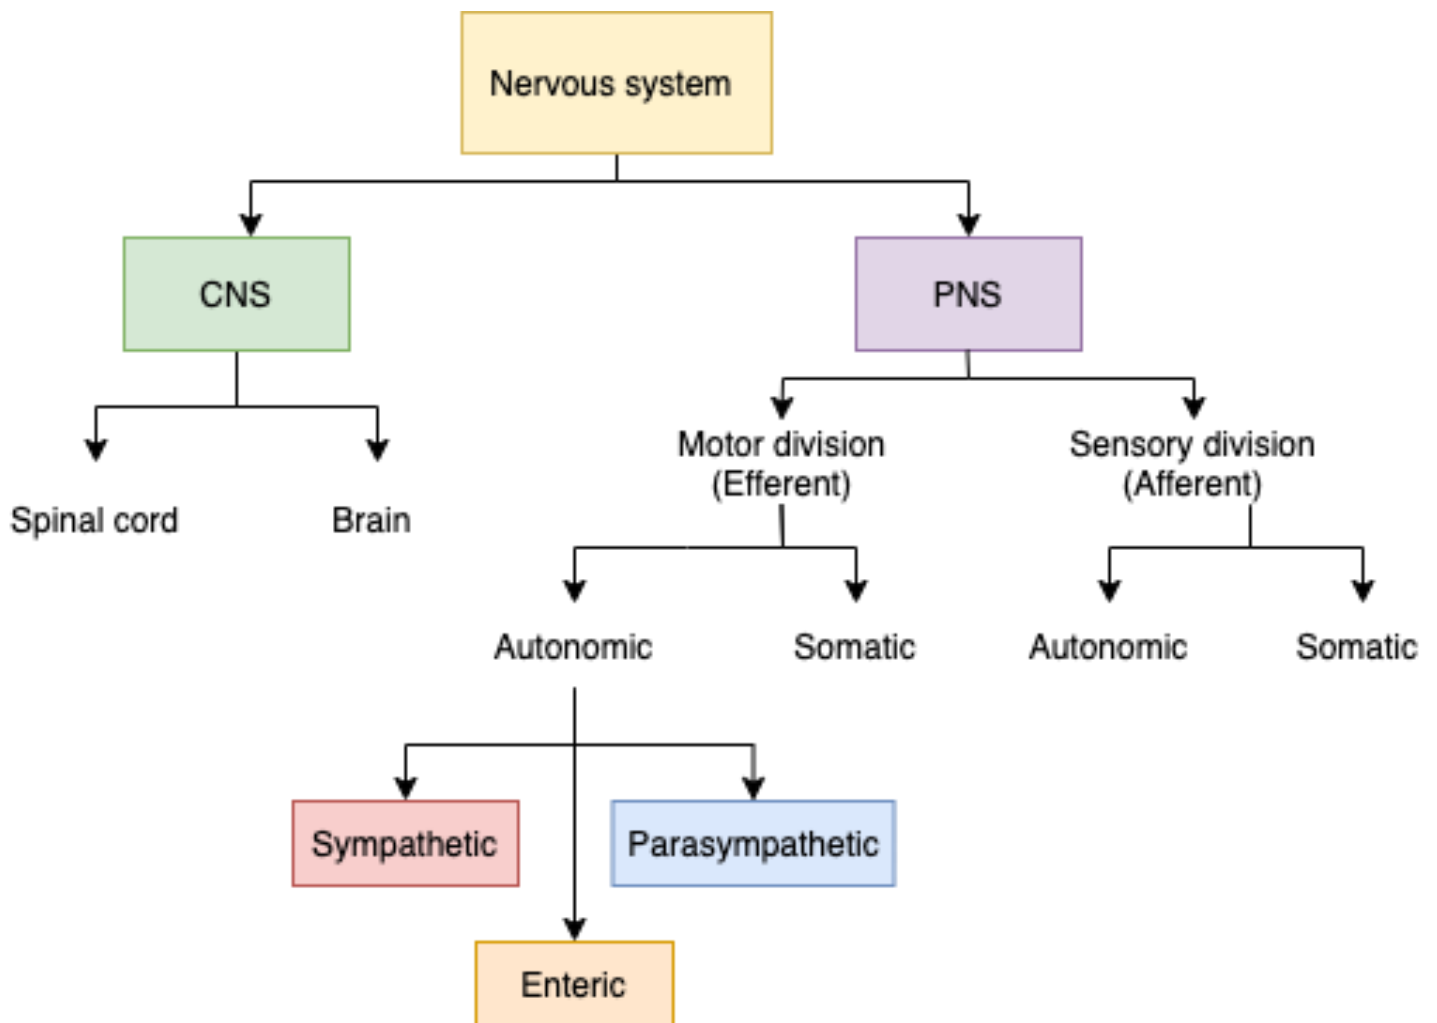 Nervous system
CNS
PNS
Motor division
(Efferent)
Sensory division
(Afferent)
Spinal cord
Brain
Autonomic
Somatic
Autonomic
Somatic
Sympathetic
Parasympathetic
Enteric